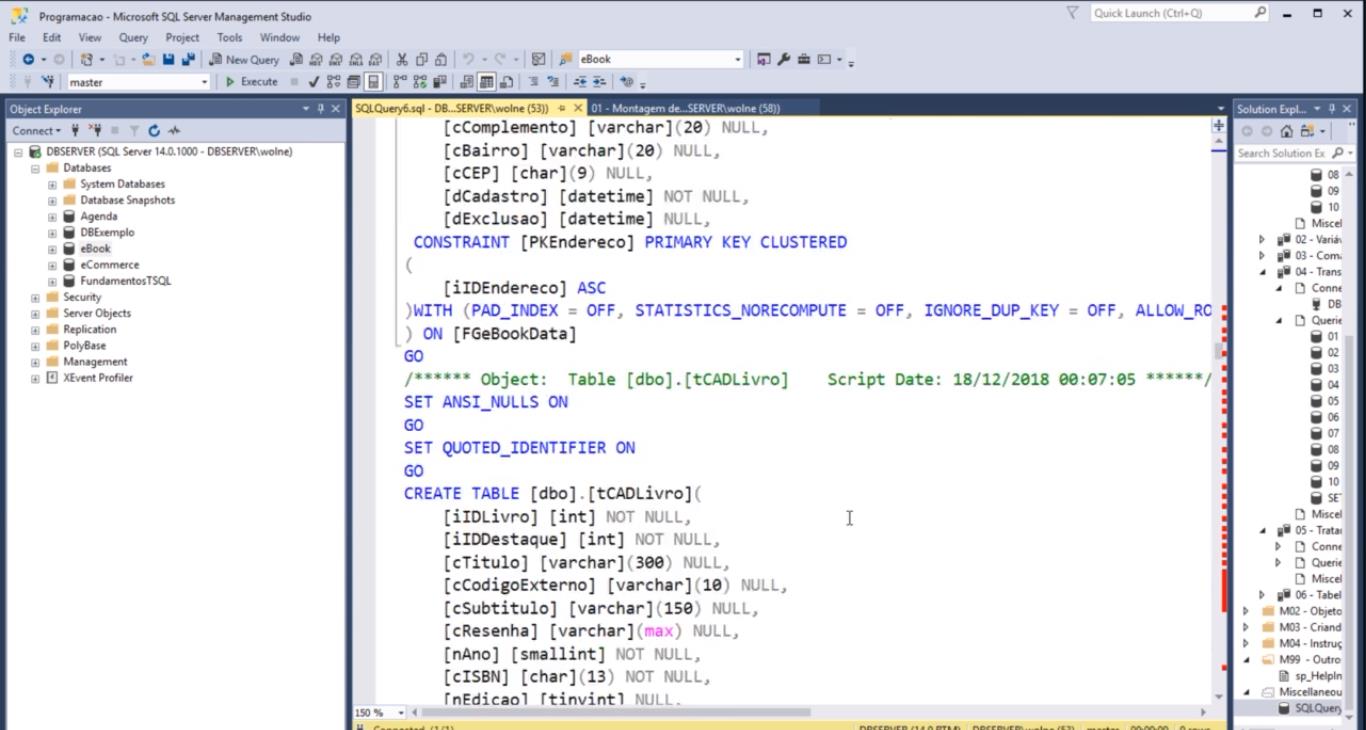 Programacao - Microsoft SQL Server Management Studio
Quick Launch (Ctrl+Q)
File Edit View Query Project Tools Window Help
New Query
eBook
master
Execute
Object Explorer
SQLQuery6.sql - DB...SERVER\wolne (53))
01 - Montagem de...SERVER\wolne (58))
Solution Expl...
Connect
Search Solution Ex
DBSERVER (SQL Server 14.0.1000 - DBSERVER\wolne)
Databases
System Databases
Database Snapshots
Agenda
DBExemplo
eBook
eCommerce
FundamentosTSQL
Security
Server Objects
Replication
PolyBase
Management
XEvent Profiler
[cComplemento] [varchar](20) NULL,
[cBairro] [varchar](20) NULL,
[cCEP] [char](9) NULL,
[dCadastro] [datetime] NOT NULL,
[dExclusao] [datetime] NULL,
CONSTRAINT [PKEndereco] PRIMARY KEY CLUSTERED
(
[iIDEndereco] ASC
)WITH (PAD_INDEX = OFF, STATISTICS_NORECOMPUTE = OFF, IGNORE_DUP_KEY = OFF, ALLOW_RO
) ON [FGeBookData]
GO
/****** Object:  Table [dbo].[tCADLivro]    Script Date: 18/12/2018 00:07:05 ******/
SET ANSI_NULLS ON
GO
SET QUOTED_IDENTIFIER ON
GO
CREATE TABLE [dbo].[tCADLivro](
[iIDLivro] [int] NOT NULL,
[iIDDestaque] [int] NOT NULL,
[cTitulo] [varchar](300) NULL,
[cCodigoExterno] [varchar](10) NULL,
[cSubtitulo] [varchar](150) NULL,
[cResenha] [varchar](max) NULL,
[nAno] [smallint] NOT NULL,
[cISBN] [char](13) NOT NULL,
[nEdicao] [tinyint] NULL,
150 %
08
09
10
Miscel
02 - Variáv
03 - Com
04 - Trans
Conne
DB
Querie
01
02
03
04
05
06
07
08
09
10
SE
Miscel
05 - Trata
Conne
Querie
Miscel
06 - Tabel
M02 - Objeto
M03 - Criand
M04 - Instruç
M99 - Outro
sp_HelpIn
Miscellaneou
SQLQuery